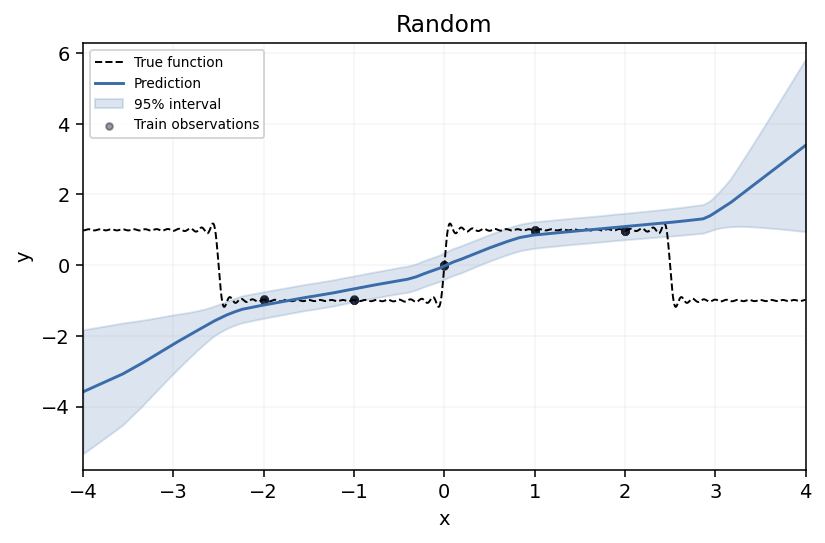 Random
True function
Prediction
95% interval
Train observations
6
4
2
0
−2
−4
y
−4 −3 −2 −1 0 1 2 3 4
x